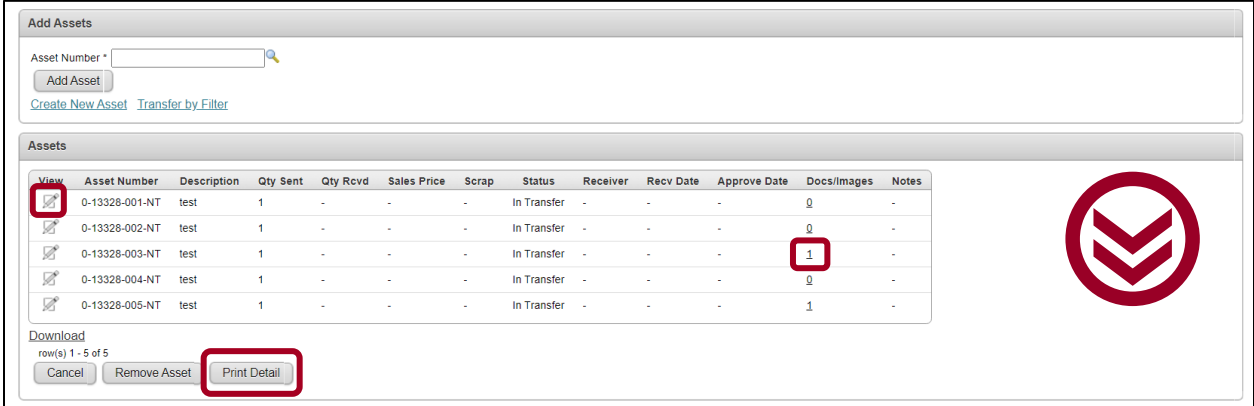 Add Assets
Asset Number *
Add Asset
Create New Asset Transfer by Filter
Assets
View Asset Number Description Qty Sent Qty Rcvd Sales Price Scrap Status Receiver Recv Date Approve Date Docs/Images Notes
0-13328-001-NT test 1 - - - In Transfer - - - 0 -
0-13328-002-NT test 1 - - - In Transfer - - - 0 -
0-13328-003-NT test 1 - - - In Transfer - - - 1 -
0-13328-004-NT test 1 - - - In Transfer - - - 0 -
0-13328-005-NT test 1 - - - In Transfer - - - 1 -
Download
row(s) 1 - 5 of 5
Cancel Remove Asset Print Detail